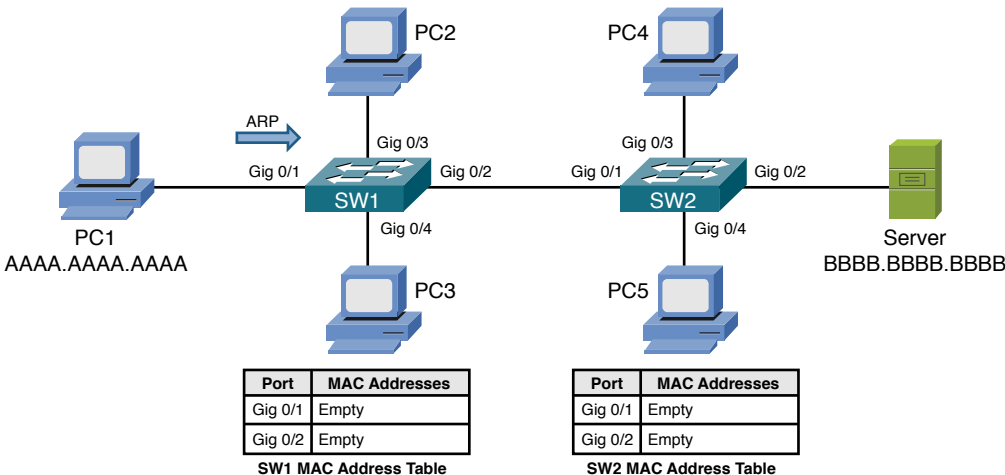 PC2
PC4
ARP
Gig 0/3
Gig 0/3
Gig 0/1
Gig 0/2
Gig 0/1
Gig 0/2
SW1
SW2
Gig 0/4
Gig 0/4
PC1
AAAA.AAAA.AAAA
Server
BBBB.BBBB.BBBB
PC3
PC5
Port MAC Addresses
Gig 0/1 Empty
Gig 0/2 Empty
SW1 MAC Address Table
Port MAC Addresses
Gig 0/1 Empty
Gig 0/2 Empty
SW2 MAC Address Table